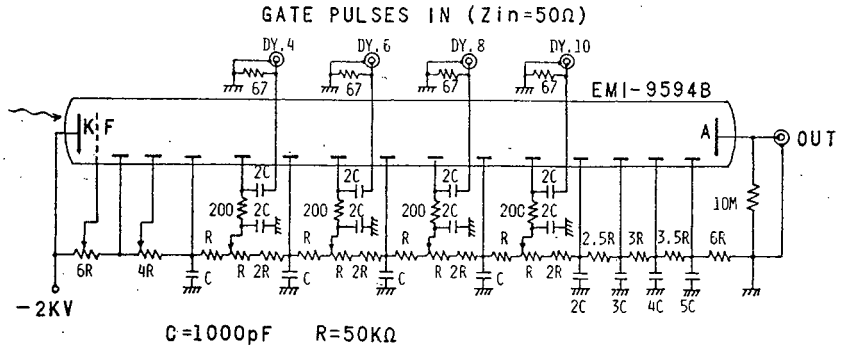 GATE PULSES IN (Zin=50Ω)
DY.4 DY.6 DY.8 DY.10
67 67 67 67
EMI-9594B
K F A OUT
2C 2C 2C 2C
200 2C 200 2C 200 2C 200 2C
10M
R R R R 2.5R 3R 3.5R 6R
6R 4R C R 2R C R 2R C R 2R C R 2R 2C 3C 4C 5C
-2KV
C=1000pF R=50KΩ